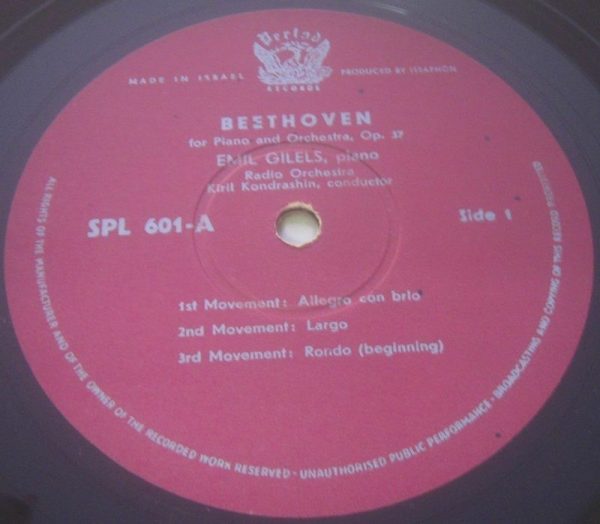 Period
RECORDS
MADE IN ISRAEL
PRODUCED BY ISRAPHON
BEETHOVEN
for Piano and Orchestra, Op. 37
EMIL GILELS, piano
Radio Orchestra
Kiril Kondrashin, conductor
SPL 601-A
Side 1
1st Movement: Allegro con brio
2nd Movement: Largo
3rd Movement: Rondo (beginning)
ALL RIGHTS OF THE MANUFACTURER AND OF THE OWNER OF THE RECORDED WORK RESERVED - UNAUTHORISED PUBLIC PERFORMANCE - BROADCASTING AND COPYING OF THIS RECORD PROHIBITED